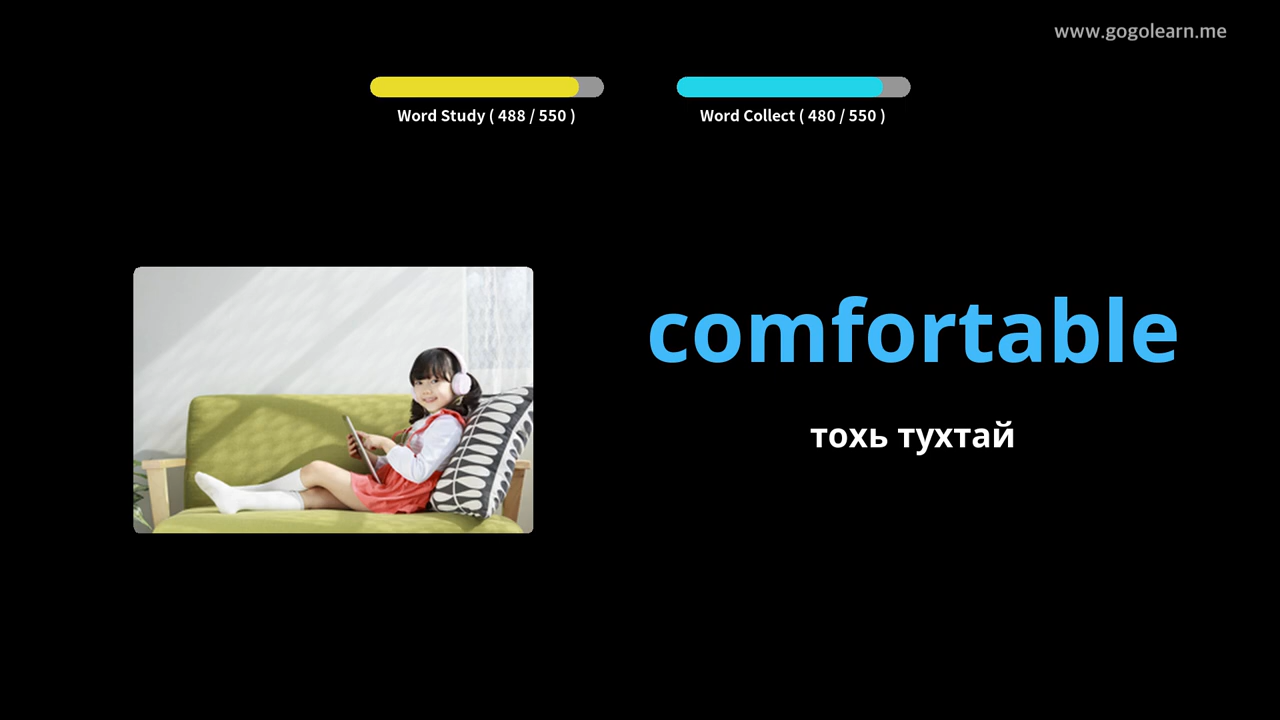 www.gogolearn.me
Word Study ( 488 / 550 )
Word Collect ( 480 / 550 )
comfortable
тохь тухтай